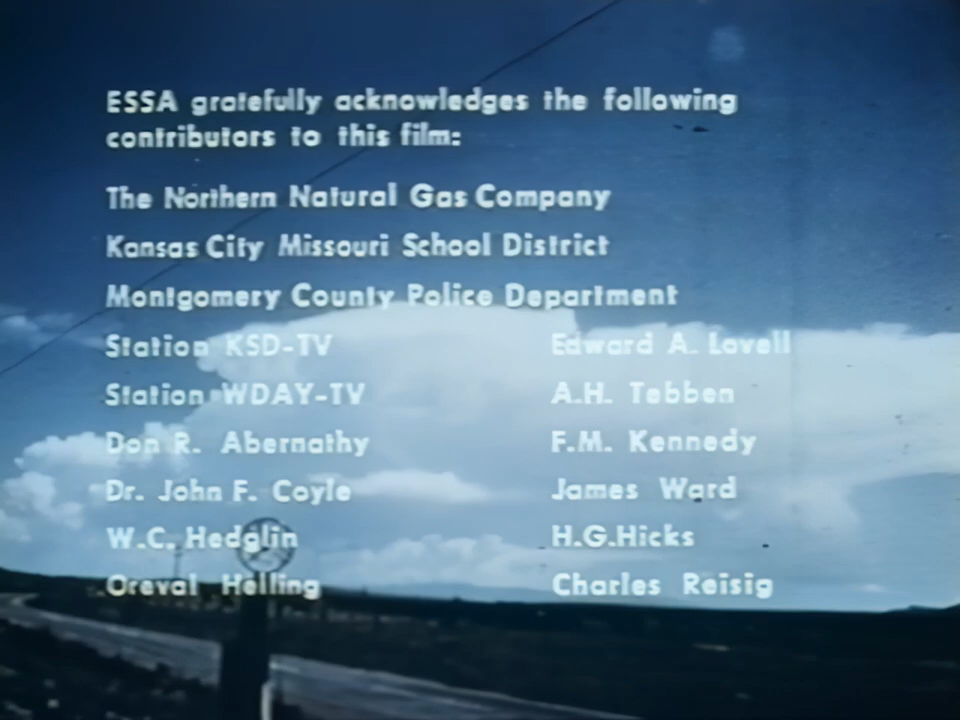 ESSA gratefully acknowledges the following
contributors to this film:
The Northern Natural Gas Company
Kansas City Missouri School District
Montgomery County Police Department
Station KSD-TV
Station WDAY-TV
Don R. Abernathy
Dr. John F. Coyle
W.C. Hedglin
Oreval Helling
Edward A. Lovell
A.H. Tebben
F.M. Kennedy
James Ward
H.G.Hicks
Charles Reisig